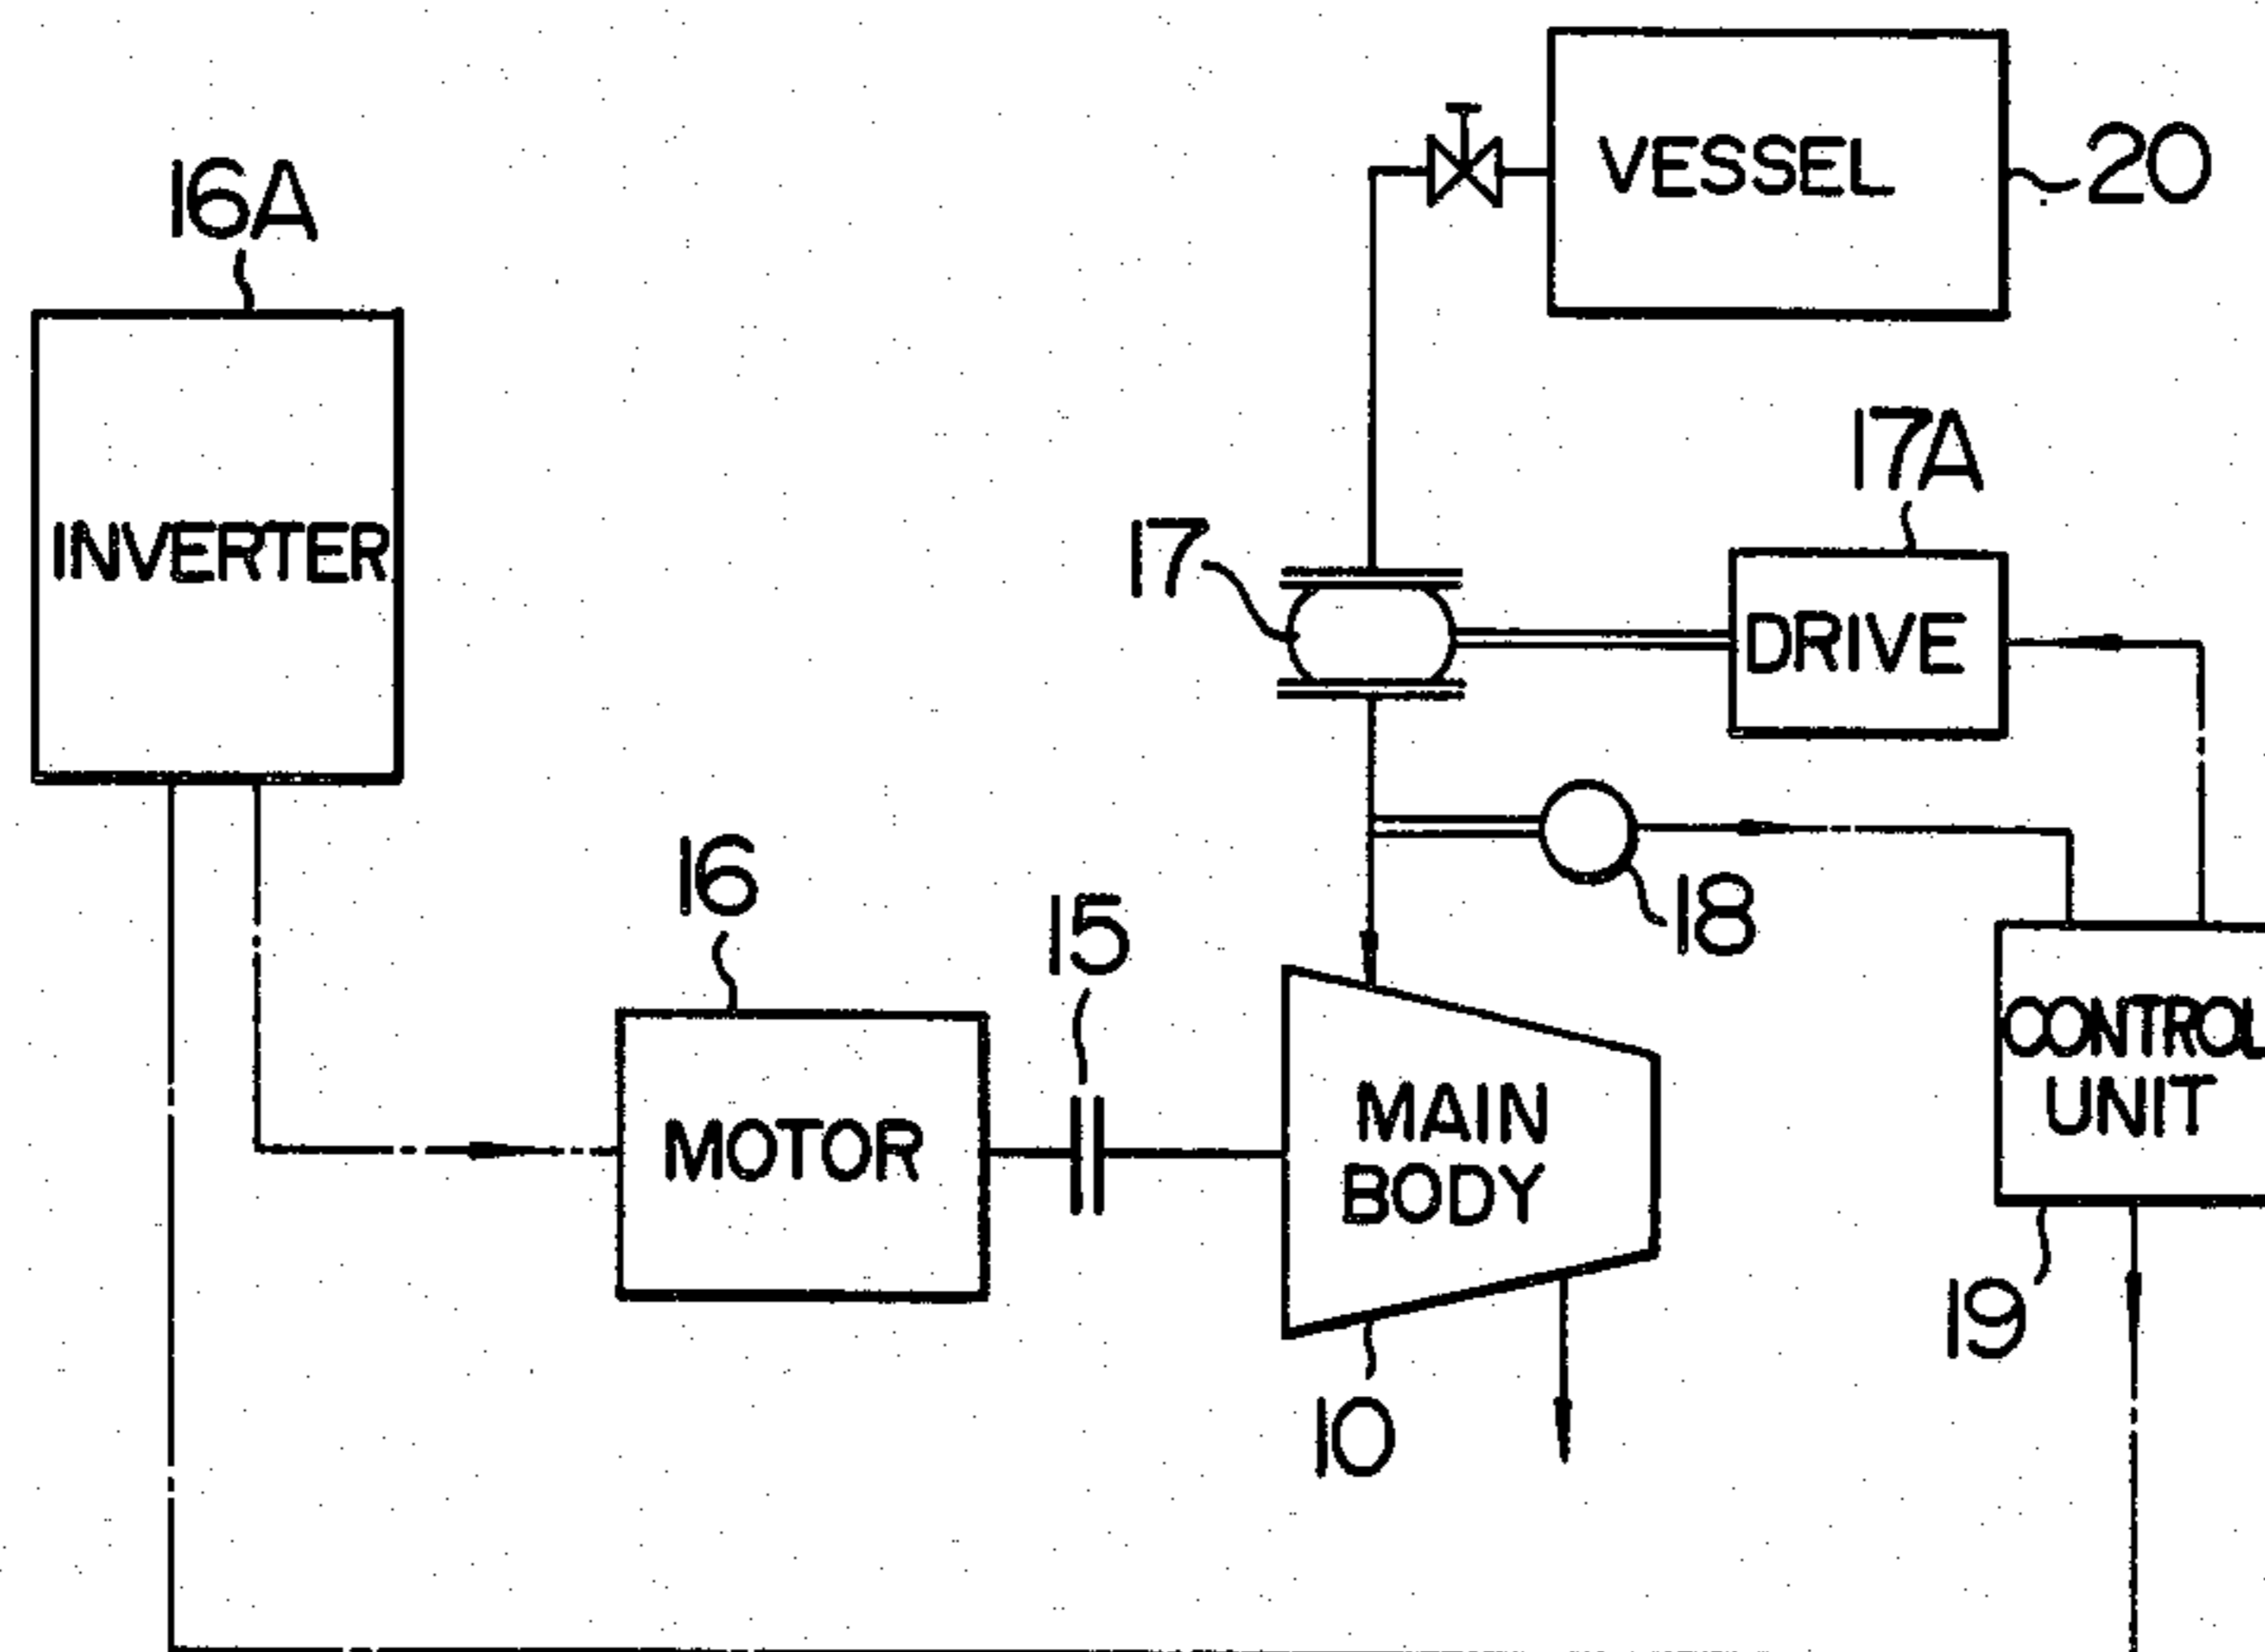 VESSEL
20
16A
17A
17
INVERTER
DRIVE
16
15
18
CONTROL
UNIT
MOTOR
MAIN
BODY
19
10